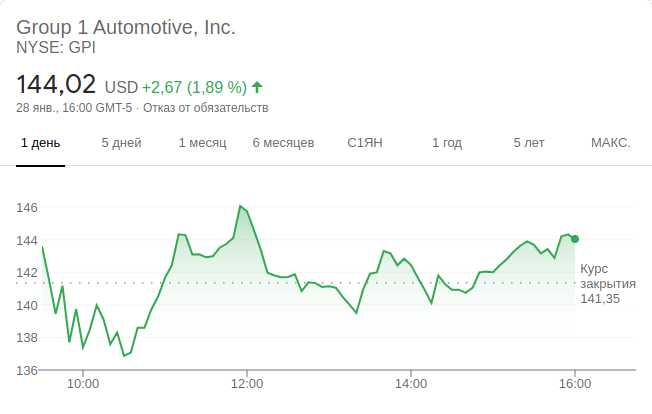 Group 1 Automotive, Inc.
NYSE: GPI
144,02 USD +2,67 (1,89 %)
28 янв., 16:00 GMT-5 · Отказ от обязательств
1 день 5 дней 1 месяц 6 месяцев С1ЯН 1 год 5 лет МАКС.
146
144
142
140
138
136
Курс
закрытия
141,35
10:00 12:00 14:00 16:00